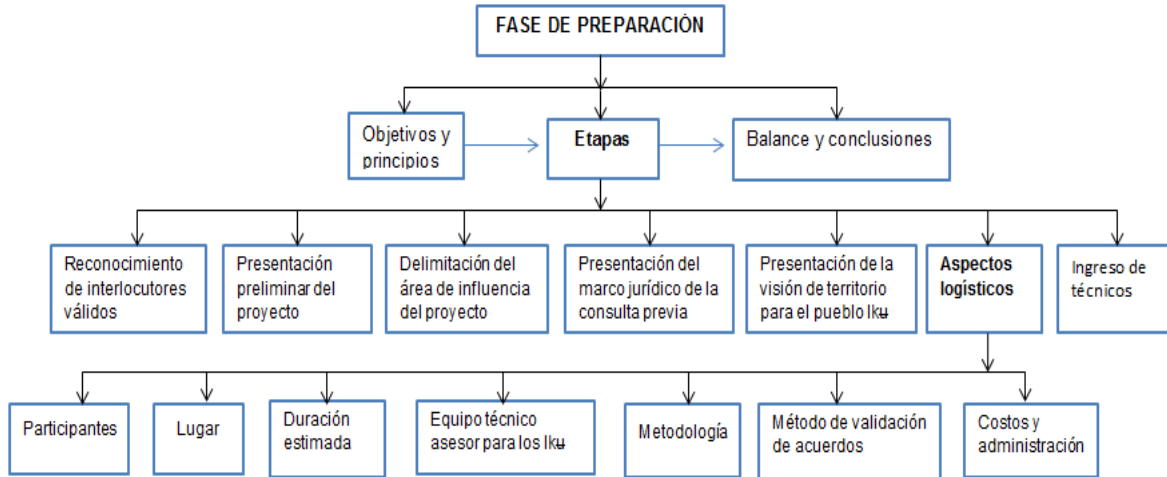 FASE DE PREPARACIÓN
Objetivos y
principios
Etapas
Balance y conclusiones
Reconocimiento
de interlocutores
válidos
Presentación
preliminar del
proyecto
Delimitación del
área de influencia
del proyecto
Presentación del
marco jurídico de la
consulta previa
Presentación de la
visión de territorio
para el pueblo Ikʉ
Aspectos
logísticos
Ingreso de
técnicos
Participantes
Lugar
Duración
estimada
Equipo técnico
asesor para los Ikʉ
Metodología
Método de validación
de acuerdos
Costos y
administración